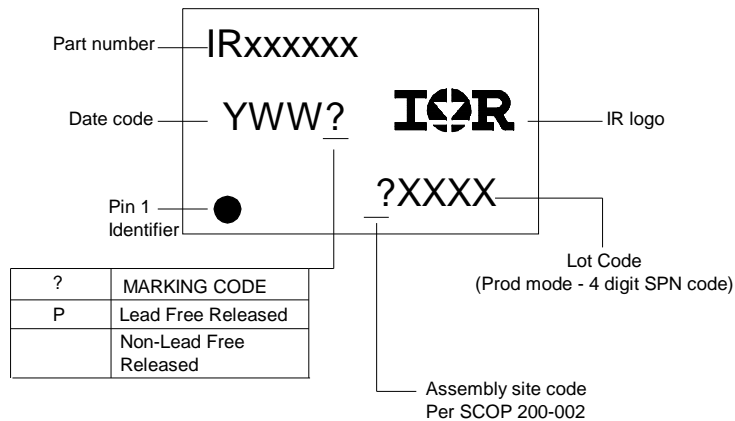 Part number
IRxxxxxx
Date code
YWW?
IOR
IR logo
?XXXX
Pin 1
Identifier
Lot Code
(Prod mode - 4 digit SPN code)
? MARKING CODE
P Lead Free Released
Non-Lead Free
Released
Assembly site code
Per SCOP 200-002